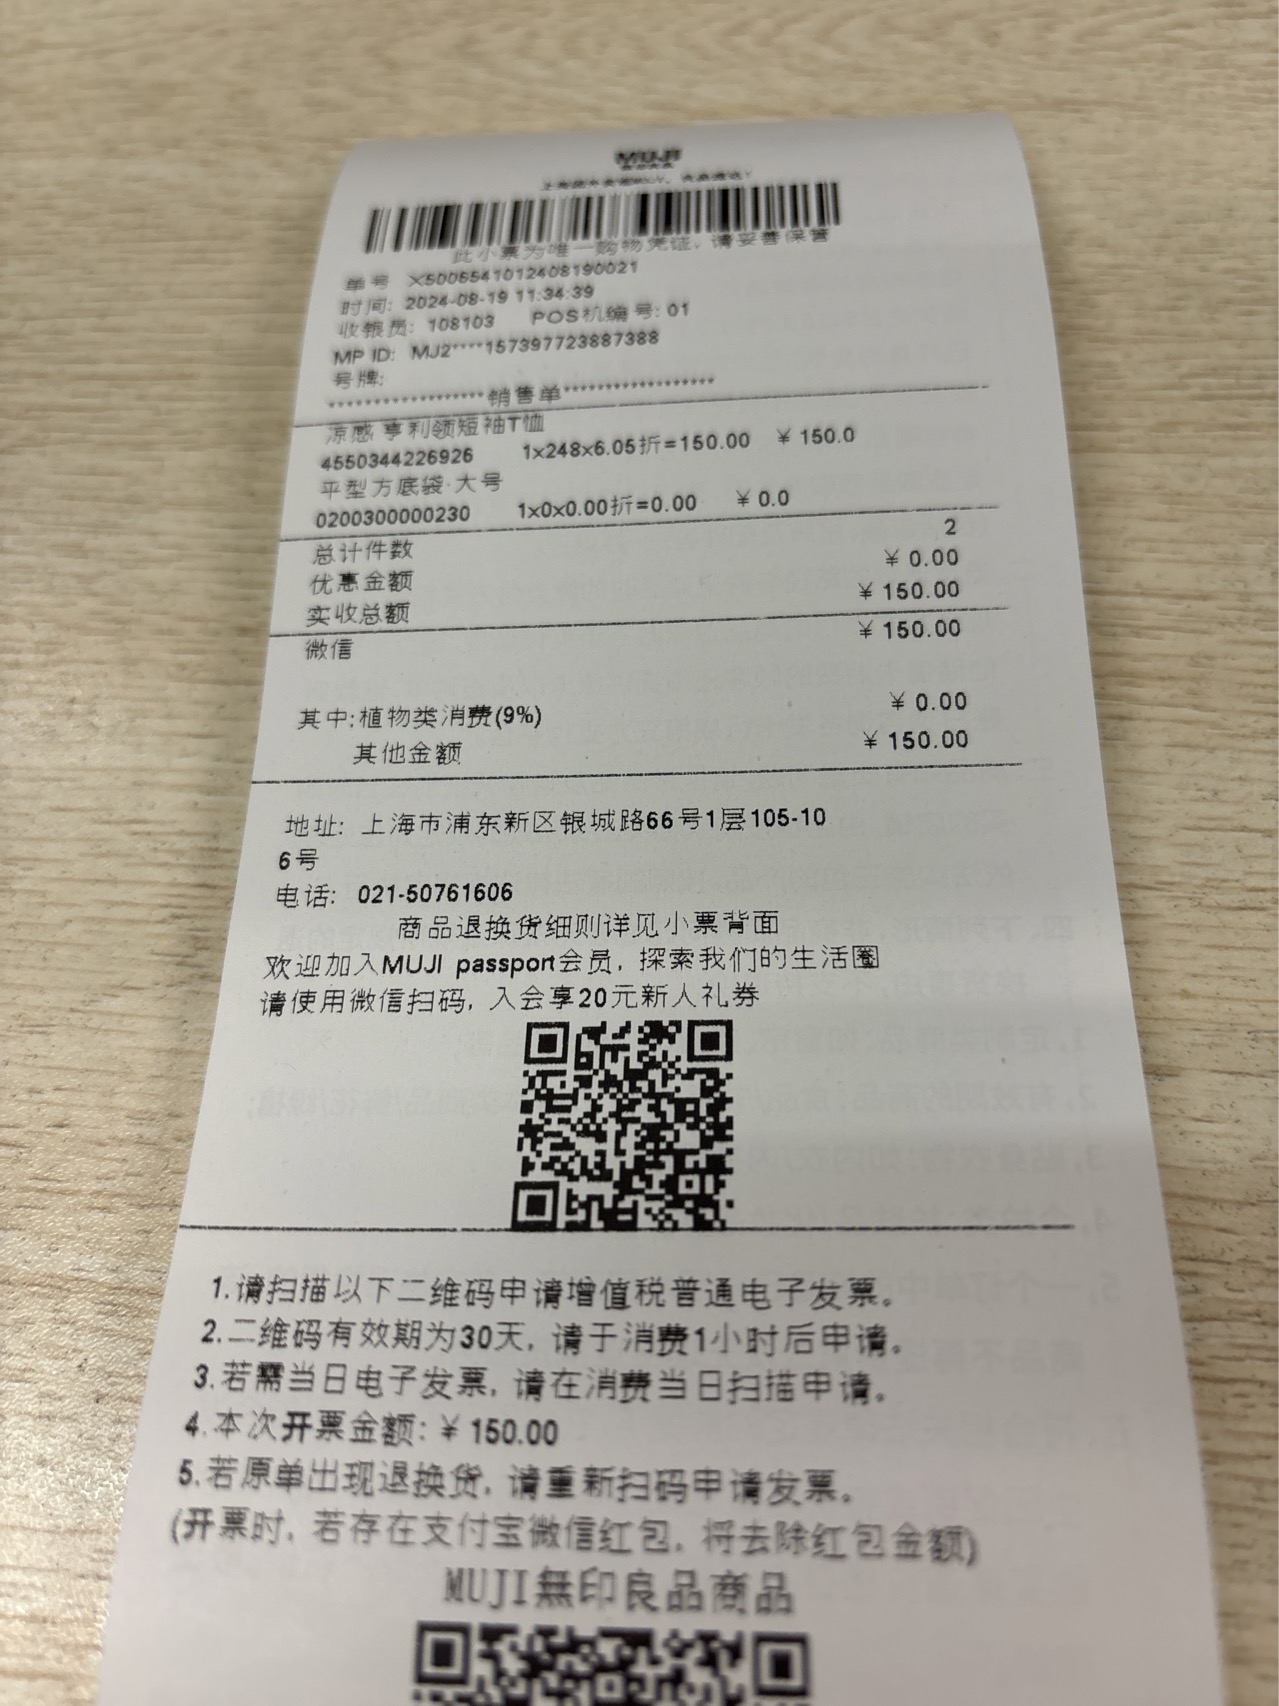 MUJI
此小票为唯一购物凭证，请妥善保管
单号 X5006541012408190021
时间: 2024-08-19 11:34:39
收银员: 108103 POS机编号: 01
MP ID: MJ2****157397723887388
号牌:
******************销售单******************
凉感 亨利领短袖T恤
4550344226926 1x248x6.05折=150.00 ¥ 150.0
平型方底袋·大号
0200300000230 1x0x0.00折=0.00 ¥ 0.0
总计件数 2
优惠金额 ¥ 0.00
实收总额 ¥ 150.00
微信 ¥ 150.00
其中:植物类消费(9%) ¥ 0.00
其他金额 ¥ 150.00
地址: 上海市浦东新区银城路66号1层105-10
6号
电话: 021-50761606
商品退换货细则详见小票背面
欢迎加入MUJI passport会员, 探索我们的生活圈
请使用微信扫码, 入会享20元新人礼券
1.请扫描以下二维码申请增值税普通电子发票。
2.二维码有效期为30天, 请于消费1小时后申请。
3.若需当日电子发票, 请在消费当日扫描申请。
4.本次开票金额: ¥ 150.00
5.若原单出现退换货, 请重新扫码申请发票。
(开票时, 若存在支付宝微信红包, 将去除红包金额)
MUJI無印良品商品